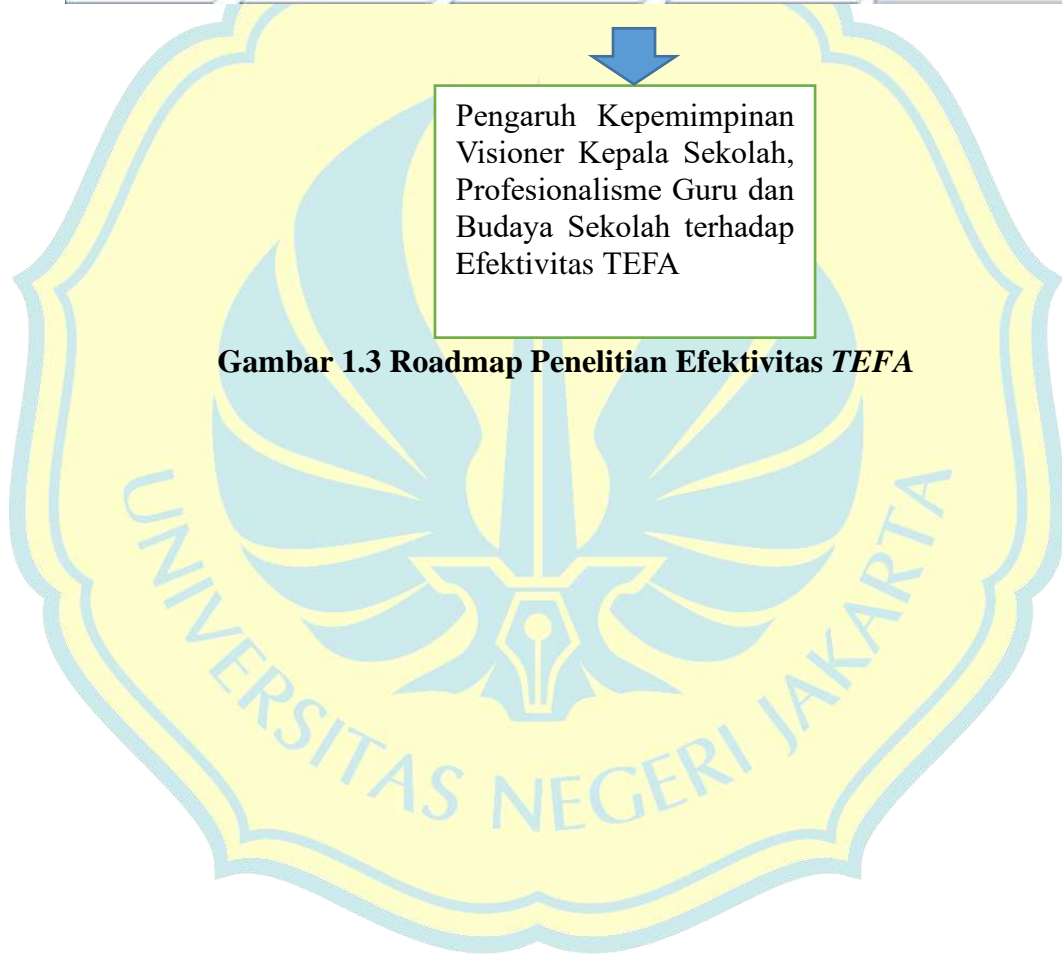 Pengaruh Kepemimpinan
Visioner Kepala Sekolah,
Profesionalisme Guru dan
Budaya Sekolah terhadap
Efektivitas TEFA
Gambar 1.3 Roadmap Penelitian Efektivitas TEFA
UNIVERSITAS NEGERI JAKARTA